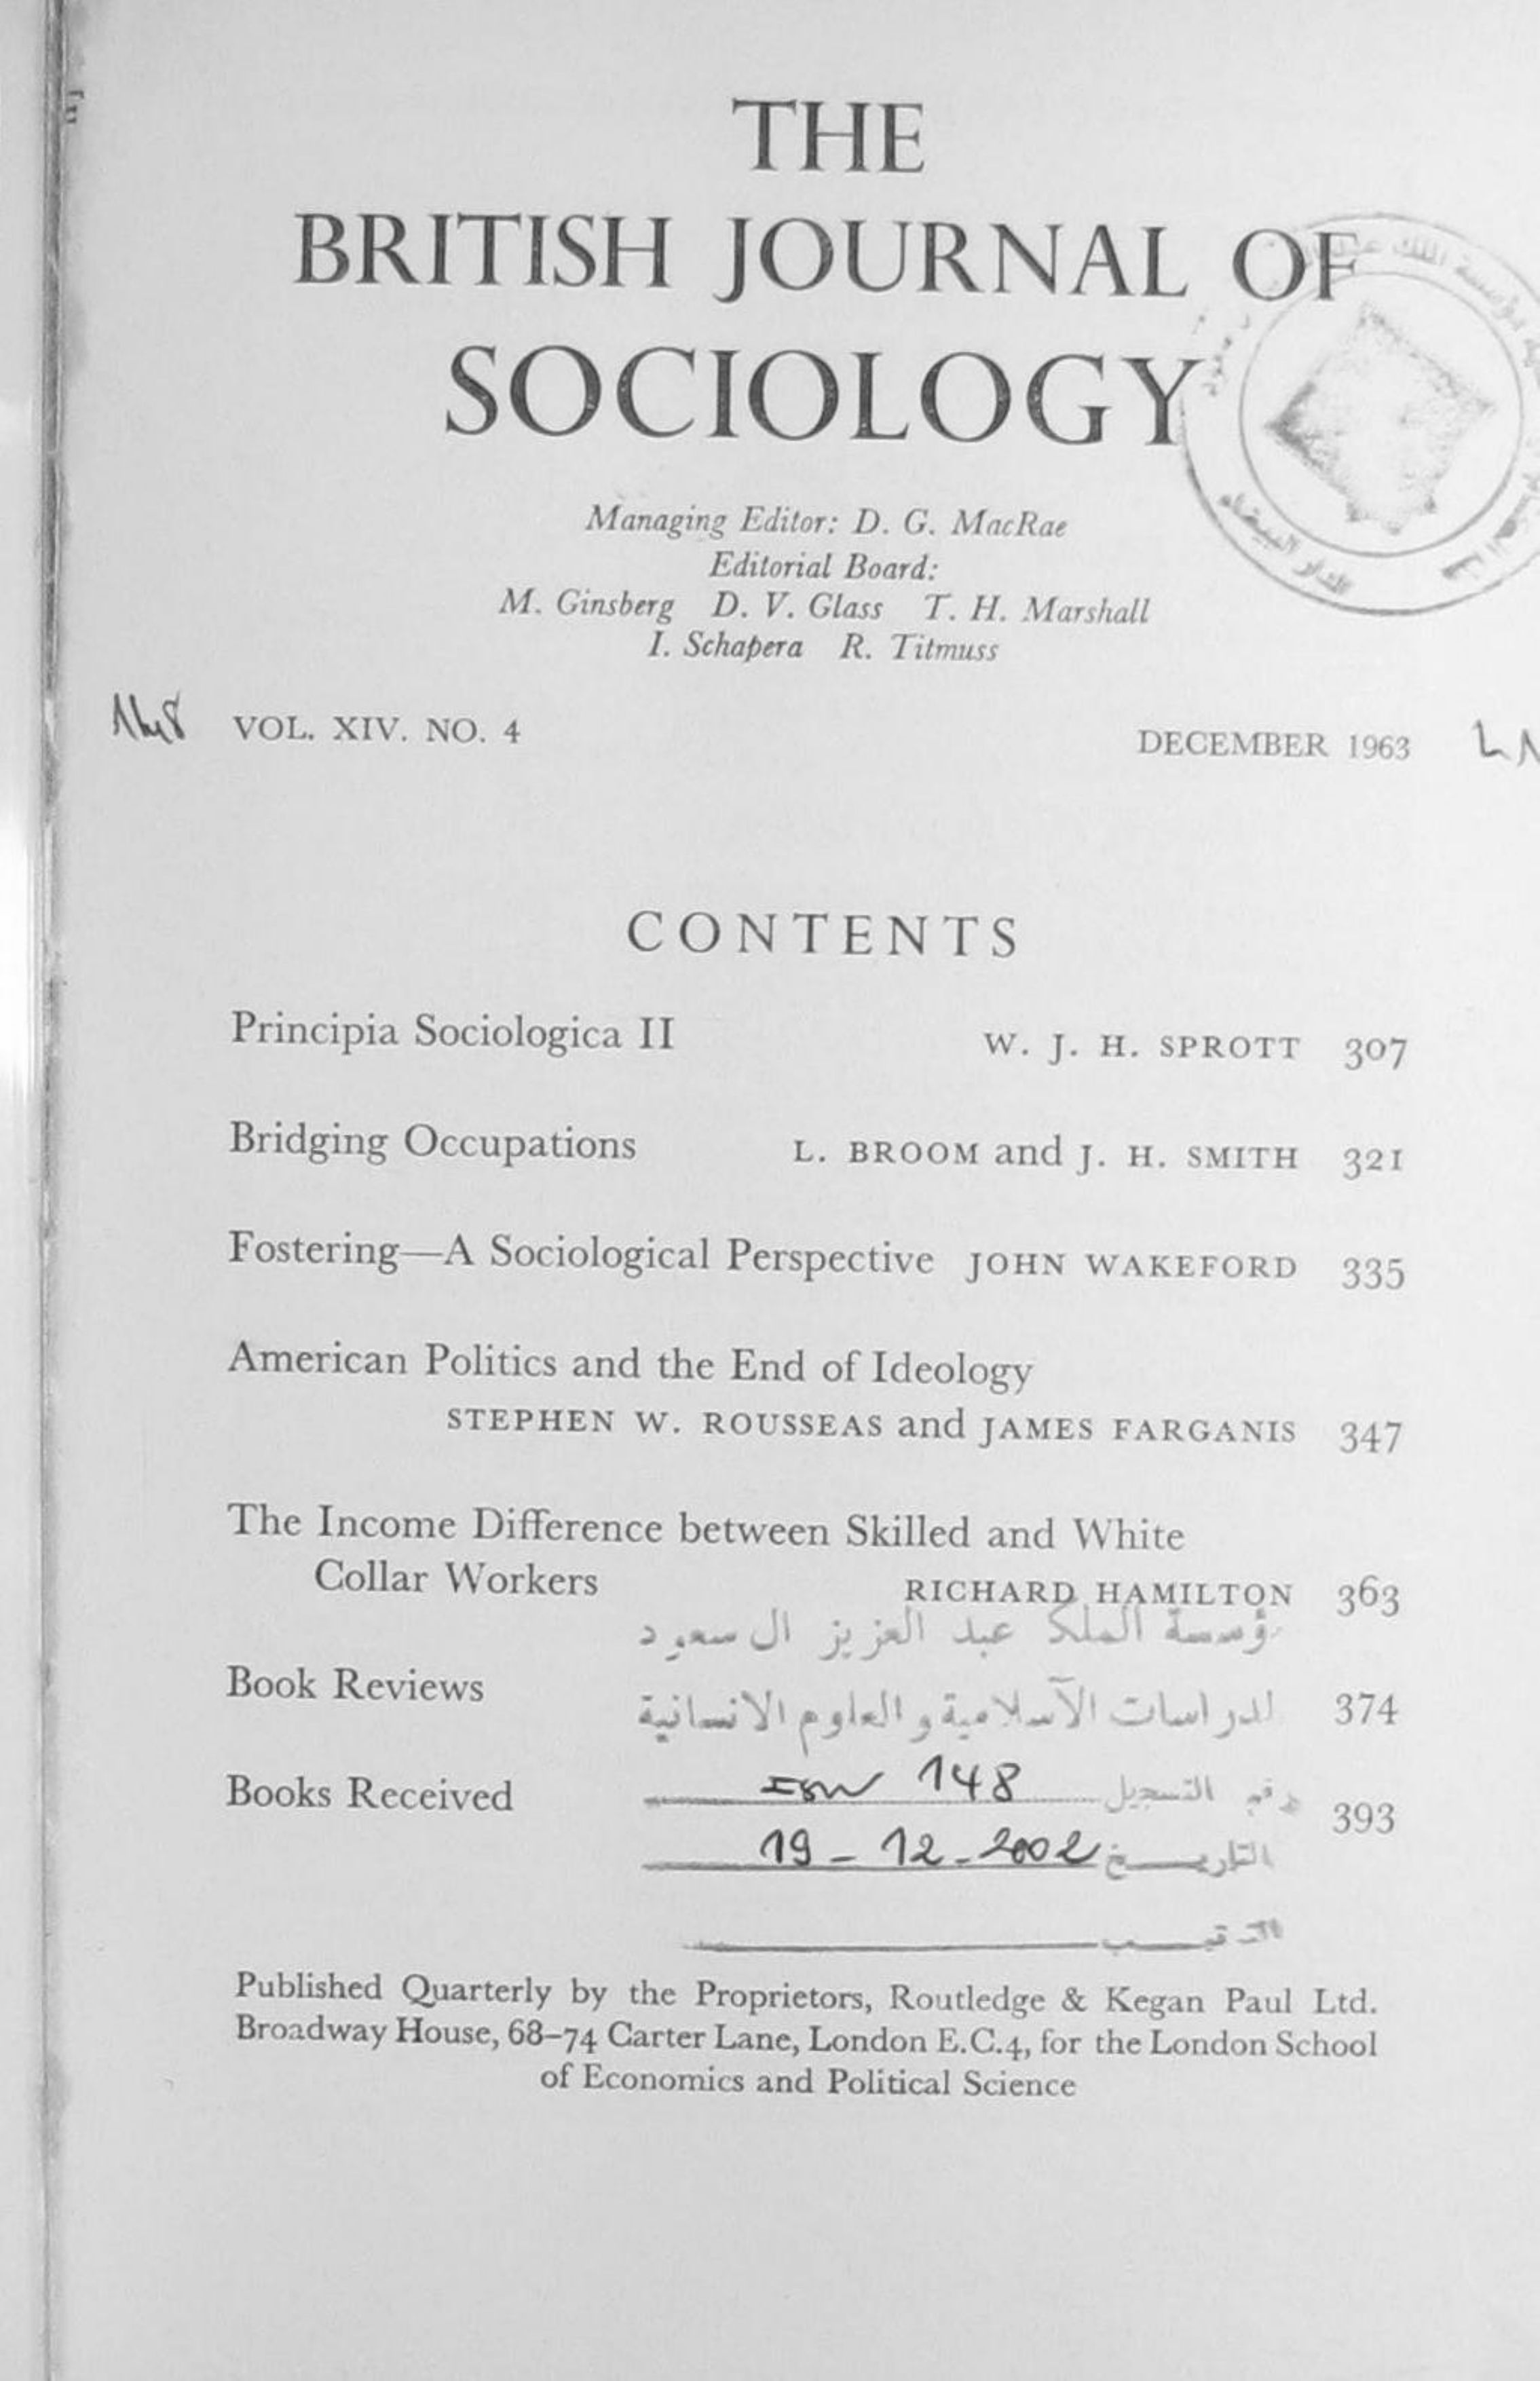 THE
BRITISH JOURNAL OF
SOCIOLOGY
الدار البيضاء
Managing Editor: D. G. MacRae
Editorial Board:
M. Ginsberg D. V. Glass T. H. Marshall
I. Schapera R. Titmuss
VOL. XIV. NO. 4 DECEMBER 1963
CONTENTS
Principia Sociologica II W. J. H. SPROTT 307
Bridging Occupations L. BROOM and J. H. SMITH 321
Fostering—A Sociological Perspective JOHN WAKEFORD 335
American Politics and the End of Ideology
STEPHEN W. ROUSSEAS and JAMES FARGANIS 347
The Income Difference between Skilled and White
Collar Workers RICHARD HAMILTON 363
ؤسسة الملك عبد العزيز ال سعود
Book Reviews 374
لدراسات الآسلامية و العلوم الانسانية
Books Received 393
رقم التسجيل 148
التاريخ 19 - 12 - 2002
Published Quarterly by the Proprietors, Routledge & Kegan Paul Ltd.
Broadway House, 68–74 Carter Lane, London E.C.4, for the London School
of Economics and Political Science